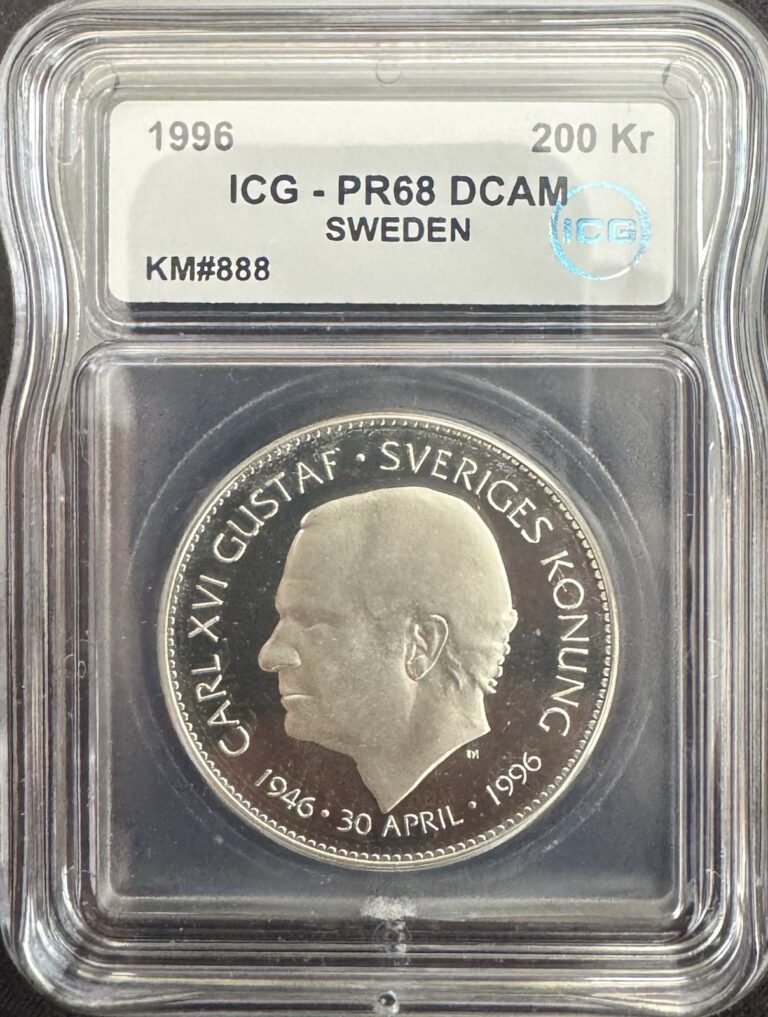 1996 200 Kr
ICG - PR68 DCAM
SWEDEN
ICG
KM#888
CARL XVI GUSTAF · SVERIGES KONUNG
1946 · 30 APRIL · 1996